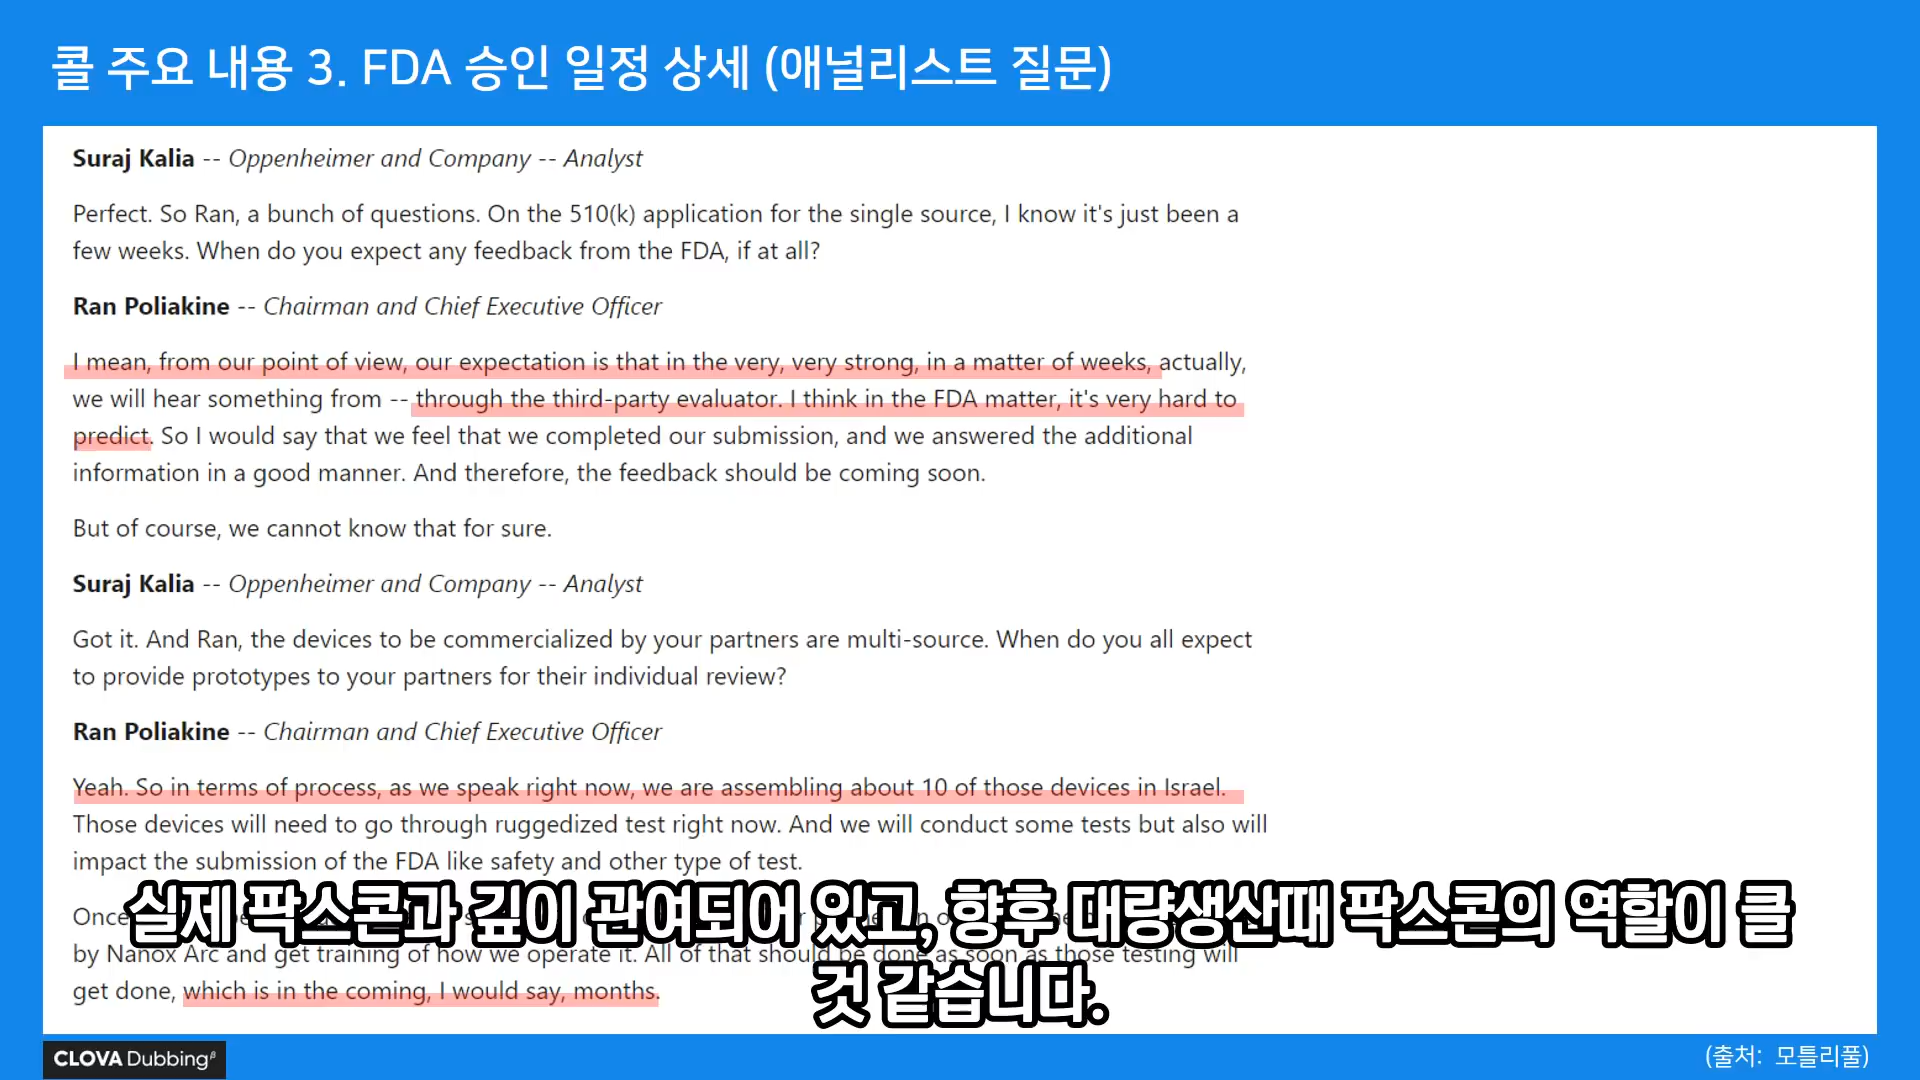 콜 주요 내용 3. FDA 승인 일정 상세 (애널리스트 질문)
Suraj Kalia -- Oppenheimer and Company -- Analyst
Perfect. So Ran, a bunch of questions. On the 510(k) application for the single source, I know it's just been a
few weeks. When do you expect any feedback from the FDA, if at all?
Ran Poliakine -- Chairman and Chief Executive Officer
I mean, from our point of view, our expectation is that in the very, very strong, in a matter of weeks, actually,
we will hear something from -- through the third-party evaluator. I think in the FDA matter, it's very hard to
predict. So I would say that we feel that we completed our submission, and we answered the additional
information in a good manner. And therefore, the feedback should be coming soon.
But of course, we cannot know that for sure.
Suraj Kalia -- Oppenheimer and Company -- Analyst
Got it. And Ran, the devices to be commercialized by your partners are multi-source. When do you all expect
to provide prototypes to your partners for their individual review?
Ran Poliakine -- Chairman and Chief Executive Officer
Yeah. So in terms of process, as we speak right now, we are assembling about 10 of those devices in Israel.
Those devices will need to go through ruggedized test right now. And we will conduct some tests but also will
impact the submission of the FDA like safety and other type of test.
Once
by Nanox Arc and get training of how we operate it. All of that should be done as soon as those testing will
get done, which is in the coming, I would say, months.
실제 팍스콘과 깊이 관여되어 있고, 향후 대량생산때 팍스콘의 역할이 클
것 같습니다.
CLOVA Dubbingβ
(출처: 모틀리풀)